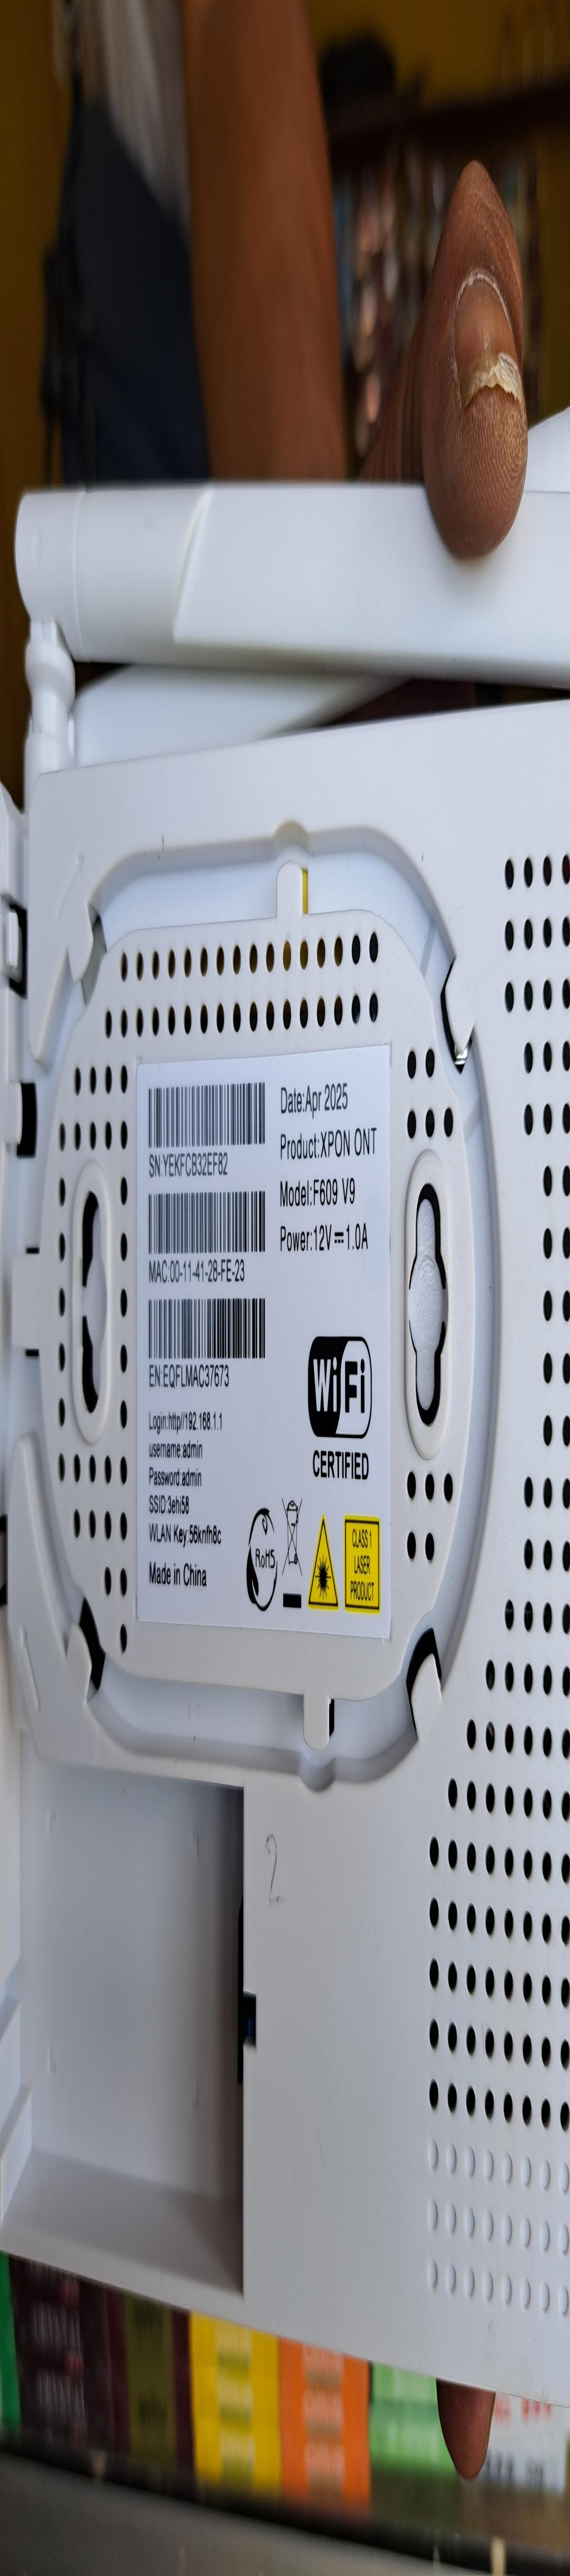 Date:Apr 2025
Product:XPON ONT
Model:F609 V9
Power:12V⎓1.0A
SN:YEKFCB32EF82
MAC:00-11-41-28-FE-23
EN:EQFLMAC37673
Login:http//192.168.1.1
username:admin
Password:admin
SSID:3ehi58
WLAN Key:56knfh8c
Made in China
Wi Fi
CERTIFIED
RoHS
CLASS 1
LASER
PRODUCT
2